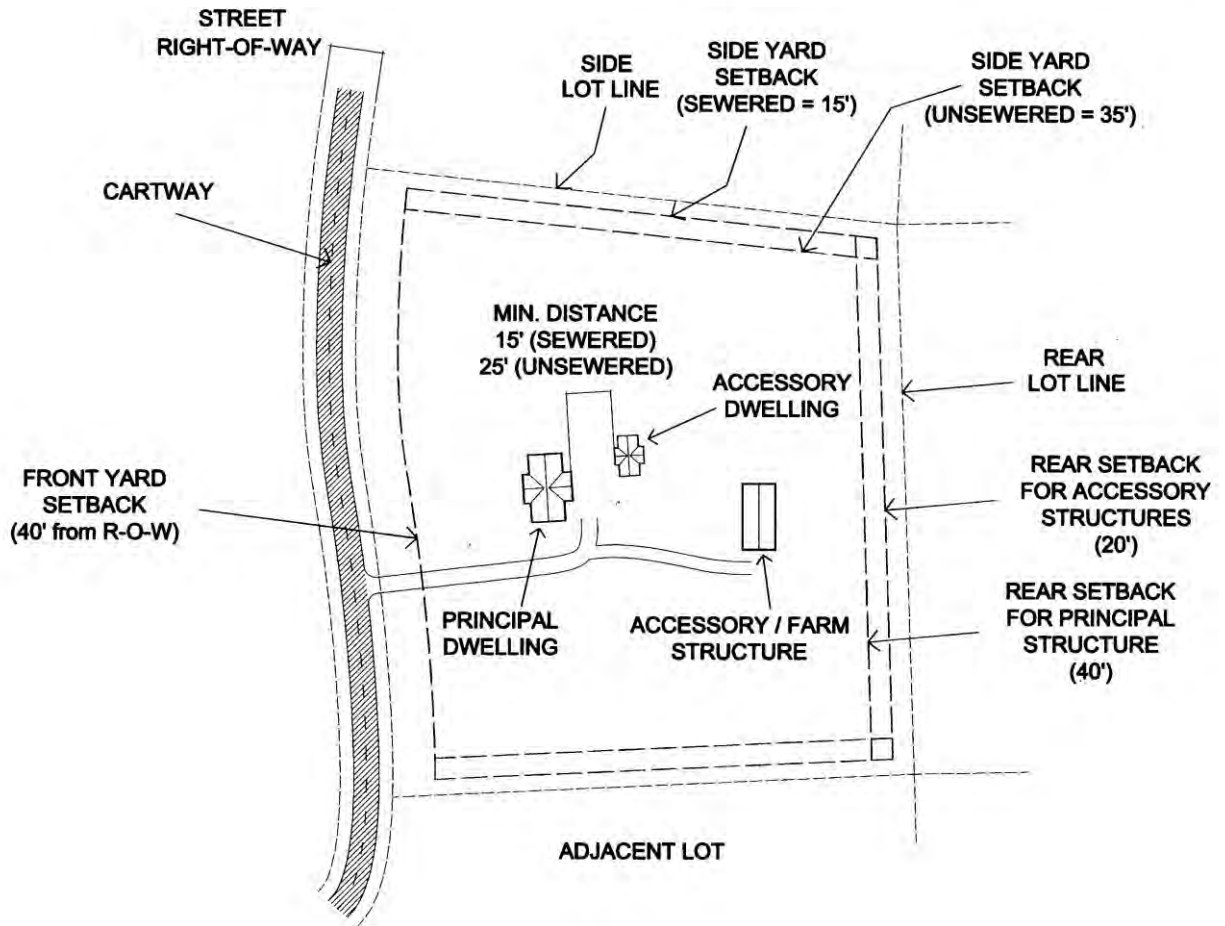 STREET
RIGHT-OF-WAY
SIDE
LOT LINE
SIDE YARD
SETBACK
(SEWERED = 15')
SIDE YARD
SETBACK
(UNSEWERED = 35')
CARTWAY
MIN. DISTANCE
15' (SEWERED)
25' (UNSEWERED)
ACCESSORY
DWELLING
REAR
LOT LINE
FRONT YARD
SETBACK
(40' from R-O-W)
REAR SETBACK
FOR ACCESSORY
STRUCTURES
(20')
PRINCIPAL
DWELLING
ACCESSORY / FARM
STRUCTURE
REAR SETBACK
FOR PRINCIPAL
STRUCTURE
(40')
ADJACENT LOT